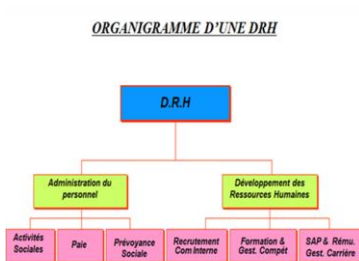 ORGANIGRAMME D'UNE DRH
D.R.H
Administration du
personnel
Développement des
Ressources Humaines
Activités
Sociales
Paie
Prévoyance
Sociale
Recrutement
Com Interne
Formation &
Gest. Compét
SAP & Rému.
Gest. Carrière